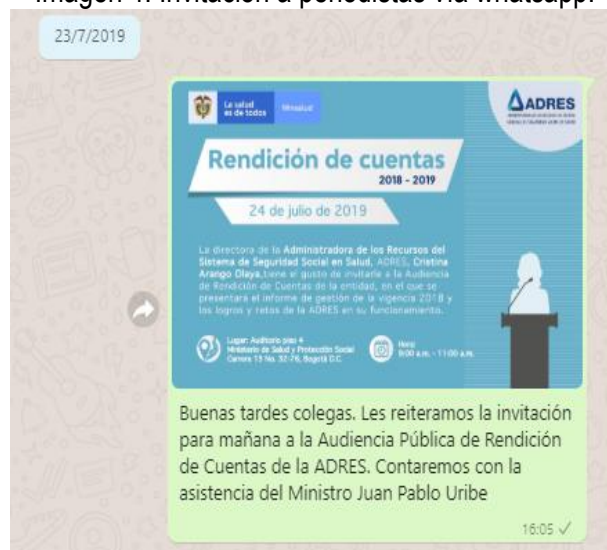 Imagen 4. Invitación a periodistas vía whatsapp.
23/7/2019
La salud
es de todos
Minsalud
ADRES
Rendición de cuentas
2018 - 2019
24 de julio de 2019
La directora de la Administradora de los Recursos del
Sistema de Seguridad Social en Salud, ADRES, Cristina
Arango Olaya, tiene el gusto de invitarle a la Audiencia
de Rendición de Cuentas de la entidad, en el que se
presentará el informe de gestión de la vigencia 2018 y
los logros y retos de la ADRES en su funcionamiento.
Lugar: Auditorio piso 4
Ministerio de Salud y Protección Social
Carrera 13 No. 32-76, Bogotá D.C.
Hora:
9:00 a.m. - 11:00 a.m.
Buenas tardes colegas. Les reiteramos la invitación
para mañana a la Audiencia Pública de Rendición
de Cuentas de la ADRES. Contaremos con la
asistencia del Ministro Juan Pablo Uribe
16:05